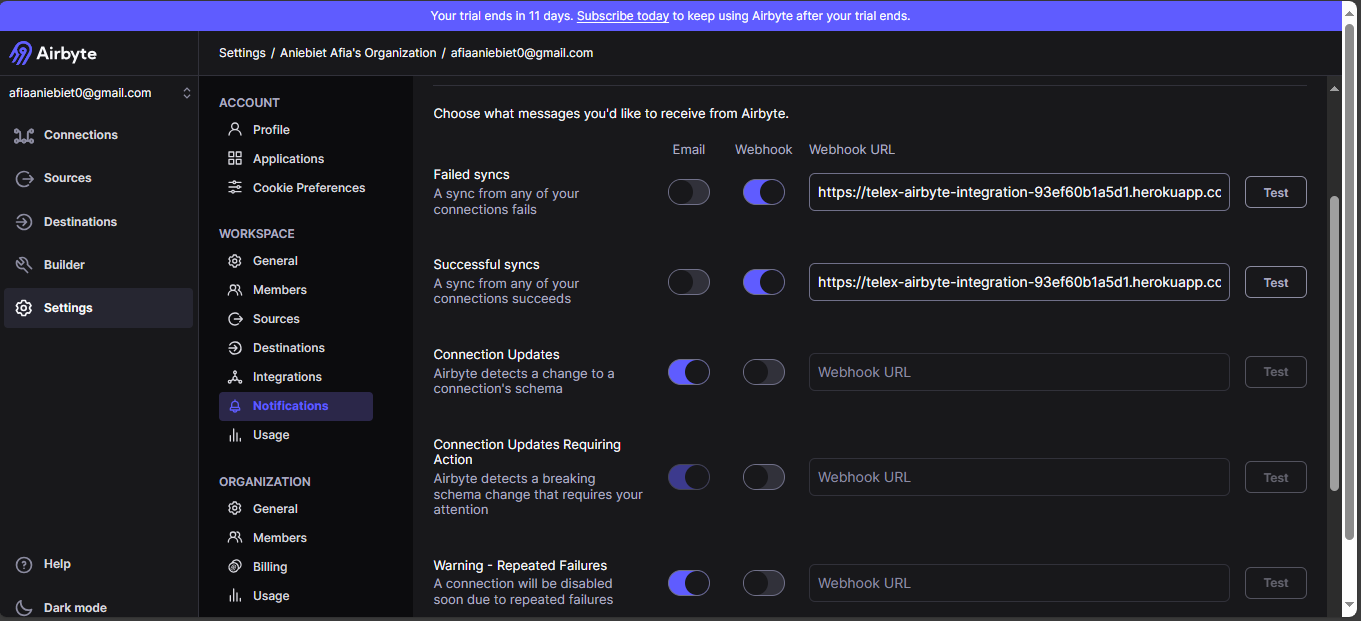 Your trial ends in 11 days. Subscribe today to keep using Airbyte after your trial ends.
Airbyte
Settings / Aniebiet Afia's Organization / afiaaniebiet0@gmail.com
afiaaniebiet0@gmail.com
Connections
Sources
Destinations
Builder
Settings
Help
Dark mode
ACCOUNT
Profile
Applications
Cookie Preferences
WORKSPACE
General
Members
Sources
Destinations
Integrations
Notifications
Usage
ORGANIZATION
General
Members
Billing
Usage
Choose what messages you'd like to receive from Airbyte.
Email Webhook Webhook URL
Failed syncs
A sync from any of your
connections fails
https://telex-airbyte-integration-93ef60b1a5d1.herokuapp.cc
Test
Successful syncs
A sync from any of your
connections succeeds
https://telex-airbyte-integration-93ef60b1a5d1.herokuapp.cc
Test
Connection Updates
Airbyte detects a change to a
connection's schema
Webhook URL
Test
Connection Updates Requiring
Action
Airbyte detects a breaking
schema change that requires your
attention
Webhook URL
Test
Warning - Repeated Failures
A connection will be disabled
soon due to repeated failures
Webhook URL
Test